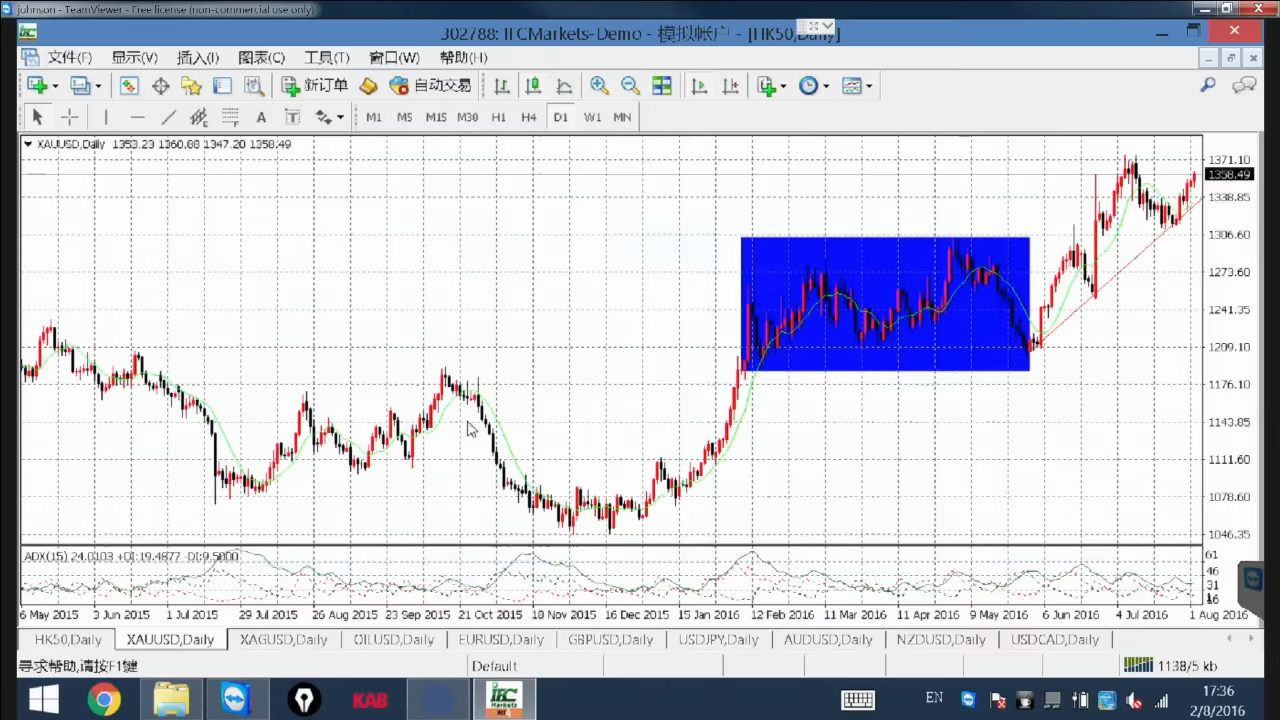 johnson - TeamViewer - Free license (non-commercial use only)
J02788: IFCMarkets-Demo - 模拟帐户 - [HK50,Daily]
文件(F) 显示(V) 插入(I) 图表(C) 工具(T) 窗口(W) 帮助(H)
新订单 自动交易
A T M1 M5 M15 M30 H1 H4 D1 W1 MN
XAUUSD,Daily 1353.23 1360.88 1347.20 1358.49
1371.10
1358.49
1338.85
1306.60
1273.60
1241.35
1209.10
1176.10
1143.85
1111.60
1078.60
1046.35
ADX(15) 24.0103 +DI:19.4877 -DI:9.5000
61
46
31
6 May 2015 3 Jun 2015 1 Jul 2015 29 Jul 2015 26 Aug 2015 23 Sep 2015 21 Oct 2015 18 Nov 2015 16 Dec 2015 15 Jan 2016 12 Feb 2016 11 Mar 2016 11 Apr 2016 9 May 2016 6 Jun 2016 4 Jul 2016 1 Aug 2016
HK50,Daily XAUUSD,Daily XAGUSD,Daily OILUSD,Daily EURUSD,Daily GBPUSD,Daily USDJPY,Daily AUDUSD,Daily NZDUSD,Daily USDCAD,Daily
寻求帮助,请按F1键 Default 1138/5 kb
KAB IFC Markets EN 17:36
2/8/2016